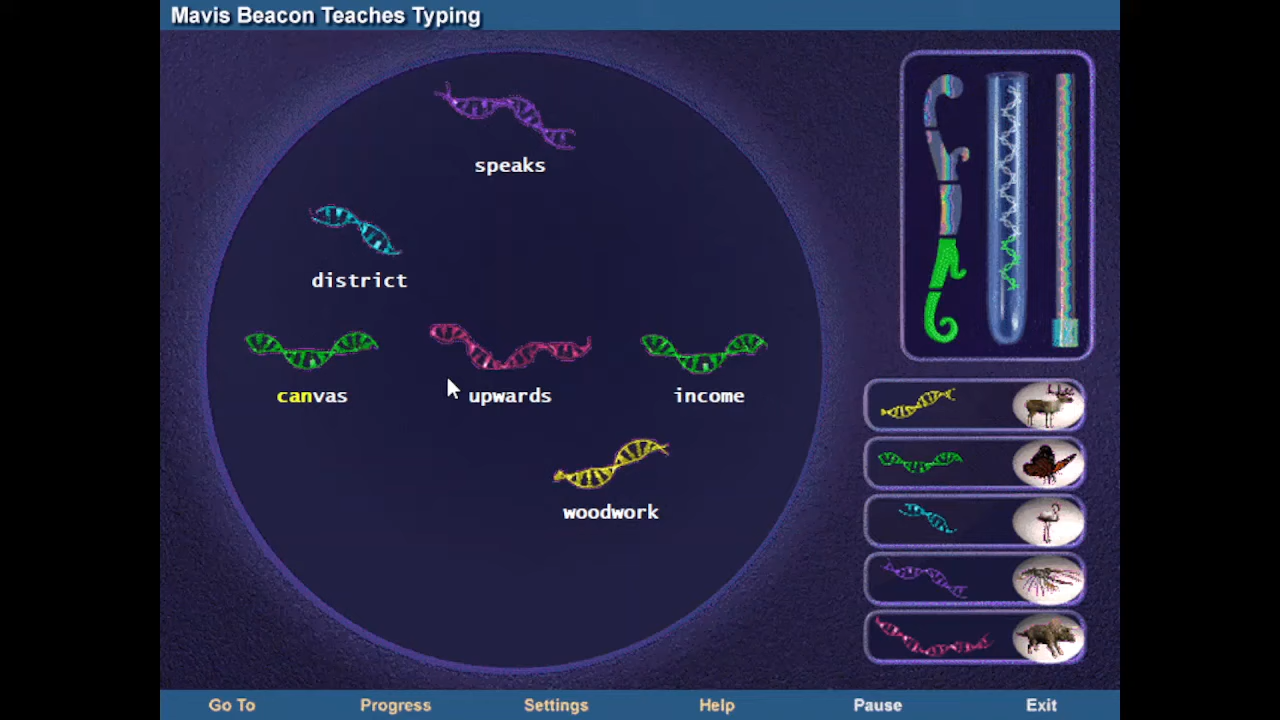 Mavis Beacon Teaches Typing
speaks
district
canvas upwards income
woodwork
Go To Progress Settings Help Pause Exit